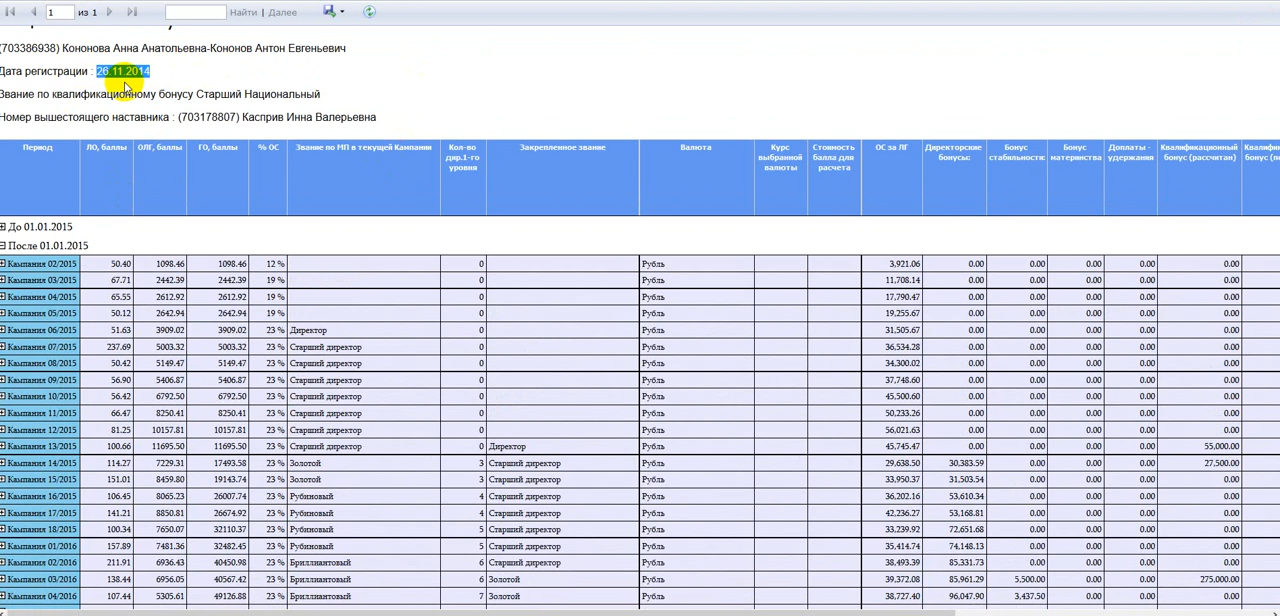 1 из 1 Найти | Далее
(703386938) Кононова Анна Анатольевна-Кононов Антон Евгеньевич
Дата регистрации : 26.11.2014
Звание по квалификационному бонусу Старший Национальный
Номер вышестоящего наставника : (703178807) Касприв Инна Валерьевна
Период ЛО, баллы ОЛГ, баллы ГО, баллы % ОС Звание по МП в текущей Кампании Кол-во дир.1-го уровня Закрепленное звание Валюта Курс выбранной валюты Стоимость балла для расчета ОС за ЛГ Директорские бонусы: Бонус стабильности: Бонус материнства Доплаты - удержания Квалификационный бонус (рассчитан)
До 01.01.2015
После 01.01.2015
Кампания 02/2015 50.40 1098.46 1098.46 12 % 0 Рубль 3,921.06 0.00 0.00 0.00 0.00 0.00
Кампания 03/2015 67.71 2442.39 2442.39 19 % 0 Рубль 11,708.14 0.00 0.00 0.00 0.00 0.00
Кампания 04/2015 65.55 2612.92 2612.92 19 % 0 Рубль 17,790.47 0.00 0.00 0.00 0.00 0.00
Кампания 05/2015 50.12 2642.94 2642.94 19 % 0 Рубль 19,255.67 0.00 0.00 0.00 0.00 0.00
Кампания 06/2015 51.63 3909.02 3909.02 23 % Директор 0 Рубль 31,505.67 0.00 0.00 0.00 0.00 0.00
Кампания 07/2015 237.69 5003.32 5003.32 23 % Старший директор 0 Рубль 36,534.28 0.00 0.00 0.00 0.00 0.00
Кампания 08/2015 50.42 5149.47 5149.47 23 % Старший директор 0 Рубль 34,300.02 0.00 0.00 0.00 0.00 0.00
Кампания 09/2015 56.90 5406.87 5406.87 23 % Старший директор 0 Рубль 37,748.60 0.00 0.00 0.00 0.00 0.00
Кампания 10/2015 56.42 6792.50 6792.50 23 % Старший директор 0 Рубль 45,500.60 0.00 0.00 0.00 0.00 0.00
Кампания 11/2015 66.47 8250.41 8250.41 23 % Старший директор 0 Рубль 50,233.26 0.00 0.00 0.00 0.00 0.00
Кампания 12/2015 81.25 10157.81 10157.81 23 % Старший директор 0 Рубль 56,021.63 0.00 0.00 0.00 0.00 0.00
Кампания 13/2015 100.66 11695.50 11695.50 23 % Старший директор 0 Директор Рубль 45,745.47 0.00 0.00 0.00 0.00 55,000.00
Кампания 14/2015 114.27 7229.31 17493.58 23 % Золотой 3 Старший директор Рубль 29,638.50 30,383.59 0.00 0.00 0.00 27,500.00
Кампания 15/2015 151.01 8459.80 19143.74 23 % Золотой 3 Старший директор Рубль 33,950.37 31,503.54 0.00 0.00 0.00 0.00
Кампания 16/2015 106.45 8065.23 26007.74 23 % Рубиновый 4 Старший директор Рубль 36,202.16 53,610.34 0.00 0.00 0.00 0.00
Кампания 17/2015 141.21 8850.81 26674.92 23 % Рубиновый 4 Старший директор Рубль 42,236.27 53,168.81 0.00 0.00 0.00 0.00
Кампания 18/2015 100.34 7650.07 32110.37 23 % Рубиновый 5 Старший директор Рубль 33,239.92 72,651.68 0.00 0.00 0.00 0.00
Кампания 01/2016 157.89 7481.36 32482.45 23 % Рубиновый 5 Старший директор Рубль 35,414.74 74,148.13 0.00 0.00 0.00 0.00
Кампания 02/2016 211.91 6936.43 40450.98 23 % Бриллиантовый 6 Старший директор Рубль 38,493.39 85,331.73 0.00 0.00 0.00 0.00
Кампания 03/2016 138.44 6956.05 40567.42 23 % Бриллиантовый 6 Золотой Рубль 39,372.08 85,961.29 5,500.00 0.00 0.00 275,000.00
Кампания 04/2016 107.44 5305.61 49126.88 23 % Бриллиантовый 7 Золотой Рубль 38,727.40 96,047.90 3,437.50 0.00 0.00 0.00